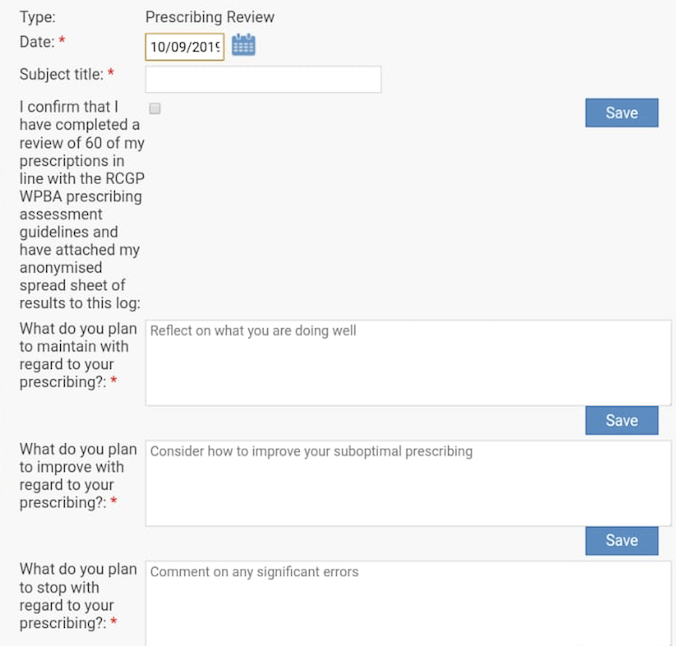 Type: Prescribing Review
Date: * 10/09/2019
Subject title: *
I confirm that I
have completed a
review of 60 of my
prescriptions in
line with the RCGP
WPBA prescribing
assessment
guidelines and
have attached my
anonymised
spread sheet of
results to this log:
Save
What do you plan
to maintain with
regard to your
prescribing?: *
Reflect on what you are doing well
Save
What do you plan
to improve with
regard to your
prescribing?: *
Consider how to improve your suboptimal prescribing
Save
What do you plan
to stop with
regard to your
prescribing?: *
Comment on any significant errors